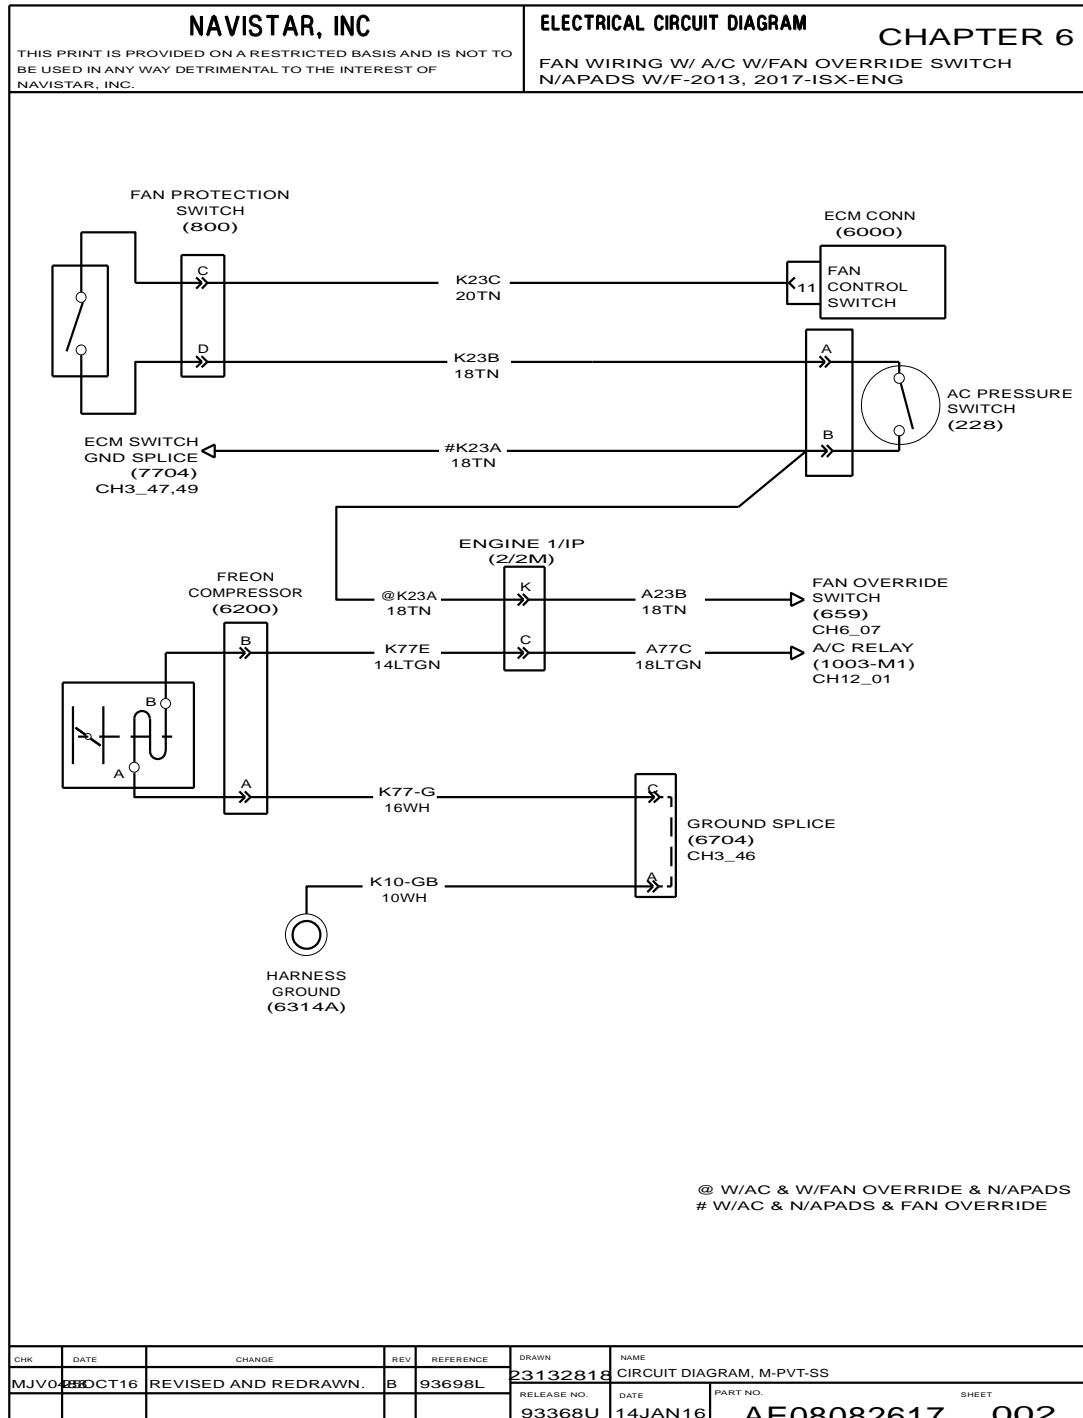 NAVISTAR, INC
THIS PRINT IS PROVIDED ON A RESTRICTED BASIS AND IS NOT TO
BE USED IN ANY WAY DETRIMENTAL TO THE INTEREST OF
NAVISTAR, INC.
ELECTRICAL CIRCUIT DIAGRAM
CHAPTER 6
FAN WIRING W/ A/C W/FAN OVERRIDE SWITCH
N/APADS W/F-2013, 2017-ISX-ENG
FAN PROTECTION
SWITCH
(800)
ECM CONN
(6000)
C
K23C
20TN
11
FAN
CONTROL
SWITCH
D
K23B
18TN
A
AC PRESSURE
SWITCH
(228)
B
ECM SWITCH
GND SPLICE
(7704)
CH3_47,49
#K23A
18TN
ENGINE 1/IP
(2/2M)
FREON
COMPRESSOR
(6200)
@K23A
18TN
K
A23B
18TN
FAN OVERRIDE
SWITCH
(659)
CH6_07
B
K77E
14LTGN
C
A77C
18LTGN
A/C RELAY
(1003-M1)
CH12_01
B
A
A
K77-G
16WH
C
GROUND SPLICE
(6704)
CH3_46
K10-GB
10WH
A
HARNESS
GROUND
(6314A)
@ W/AC & W/FAN OVERRIDE & N/APADS
# W/AC & N/APADS & FAN OVERRIDE
CHK DATE CHANGE REV REFERENCE DRAWN NAME
REVISED AND REDRAWN. B 93698L 23132818 CIRCUIT DIAGRAM, M-PVT-SS
RELEASE NO. DATE PART NO. SHEET
93368U 14JAN16 AE08082617 002